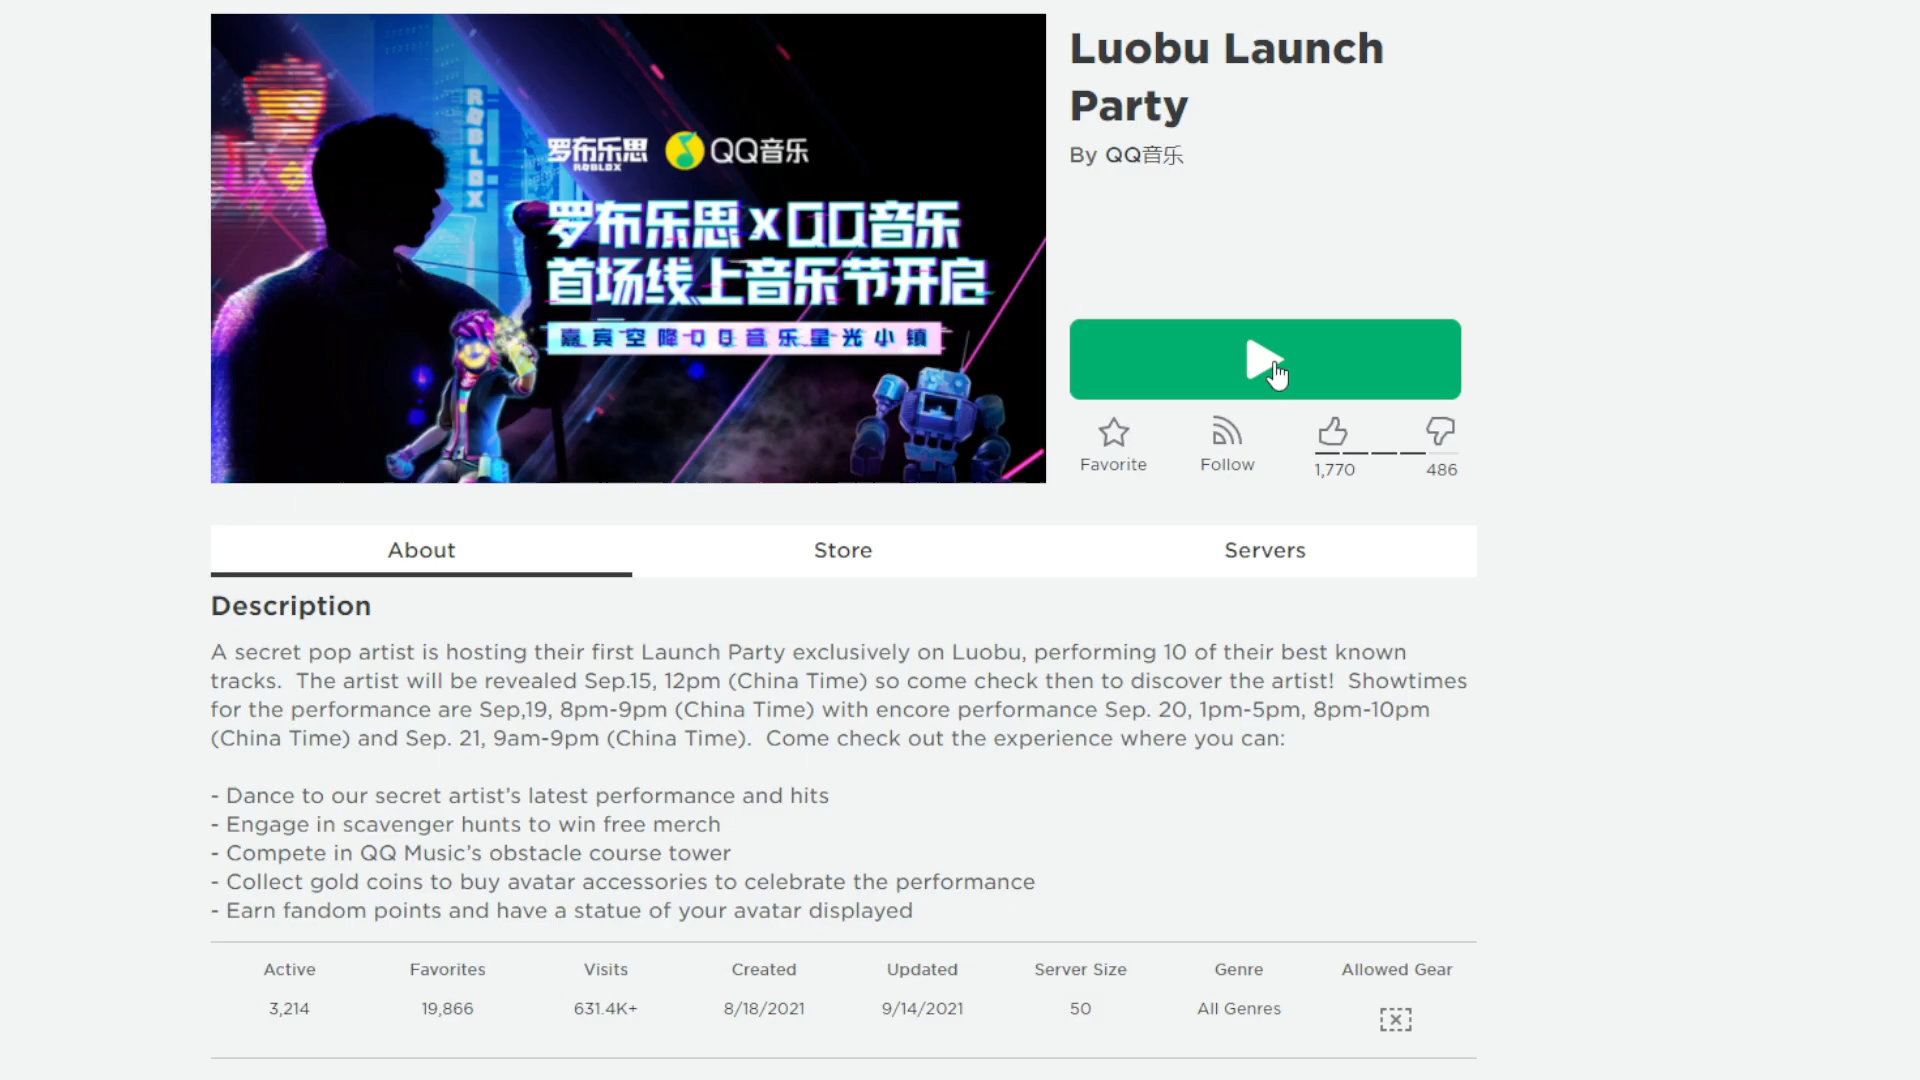 ROBLOX
罗布乐思
ROBLOX
QQ音乐
罗布乐思XQQ音乐
首场线上音乐节开启
嘉宾空降QQ音乐星光小镇
Luobu Launch
Party
By QQ音乐
Favorite
Follow
1,770
486
About
Store
Servers
Description
A secret pop artist is hosting their first Launch Party exclusively on Luobu, performing 10 of their best known
tracks.  The artist will be revealed Sep.15, 12pm (China Time) so come check then to discover the artist!  Showtimes
for the performance are Sep,19, 8pm-9pm (China Time) with encore performance Sep. 20, 1pm-5pm, 8pm-10pm
(China Time) and Sep. 21, 9am-9pm (China Time).  Come check out the experience where you can:
- Dance to our secret artist’s latest performance and hits
- Engage in scavenger hunts to win free merch
- Compete in QQ Music’s obstacle course tower
- Collect gold coins to buy avatar accessories to celebrate the performance
- Earn fandom points and have a statue of your avatar displayed
Active
Favorites
Visits
Created
Updated
Server Size
Genre
Allowed Gear
3,214
19,866
631.4K+
8/18/2021
9/14/2021
50
All Genres